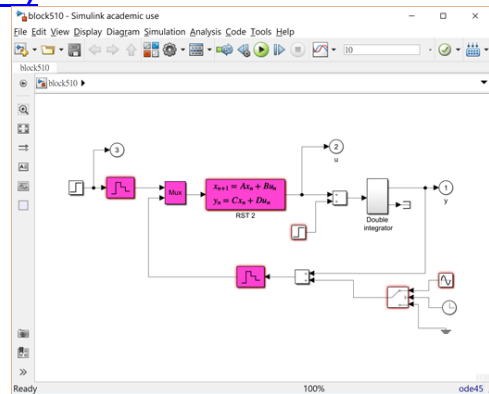 block510 - Simulink academic use
File Edit View Display Diagram Simulation Analysis Code Tools Help
10
block510
block510
3
2
u
Mux
xn+1 = Axn + Bun
yn = Cxn + Dun
RST 2
1
y
Double
integrator
Ready
100%
ode45